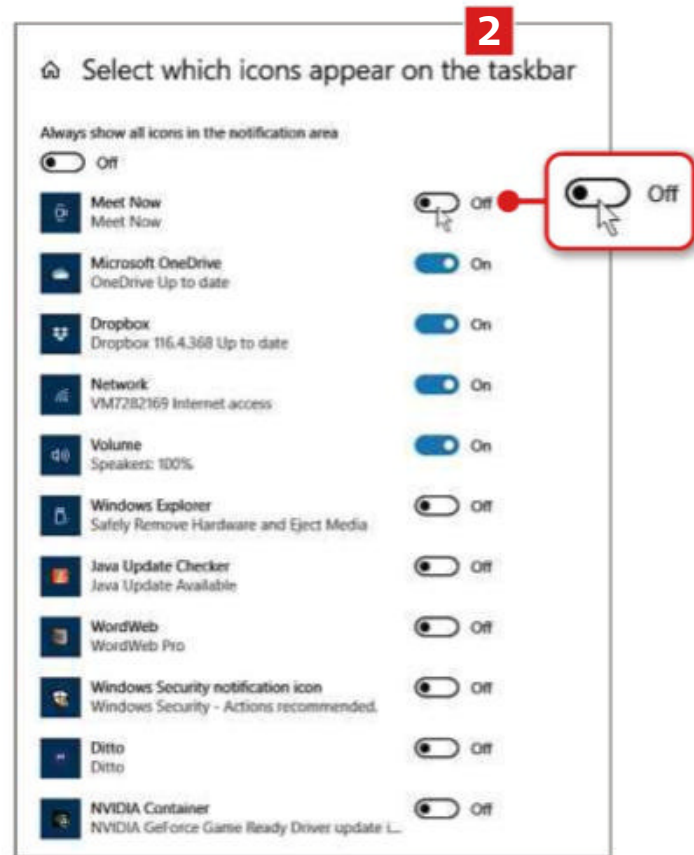 2
Select which icons appear on the taskbar
Always show all icons in the notification area
Off
Meet Now Off Off
Meet Now
Microsoft OneDrive On
OneDrive Up to date
Dropbox On
Dropbox 116.4.368 Up to date
Network On
VM7282169 Internet access
Volume On
Speakers: 100%
Windows Explorer Off
Safely Remove Hardware and Eject Media
Java Update Checker Off
Java Update Available
WordWeb Off
WordWeb Pro
Windows Security notification icon Off
Windows Security - Actions recommended.
Ditto Off
Ditto
NVIDIA Container Off
NVIDIA GeForce Game Ready Driver update i...